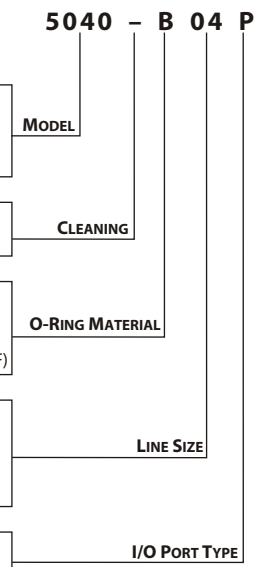 5040 – B 04 P
MODEL
CLEANING
O-RING MATERIAL
F)
LINE SIZE
I/O PORT TYPE